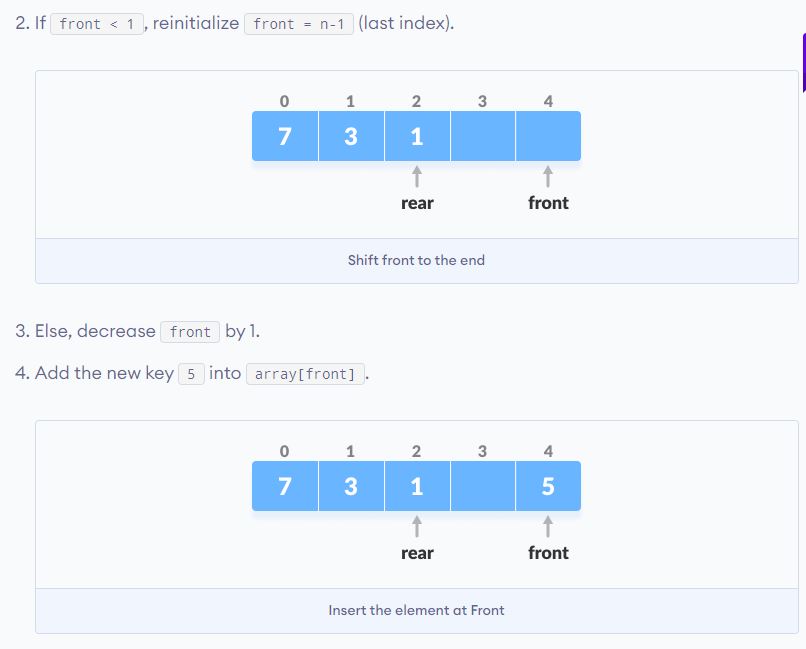 2. If front < 1, reinitialize front = n-1 (last index).
0 1 2 3 4
7 3 1
rear front
Shift front to the end
3. Else, decrease front by 1.
4. Add the new key 5 into array[front].
0 1 2 3 4
7 3 1 5
rear front
Insert the element at Front